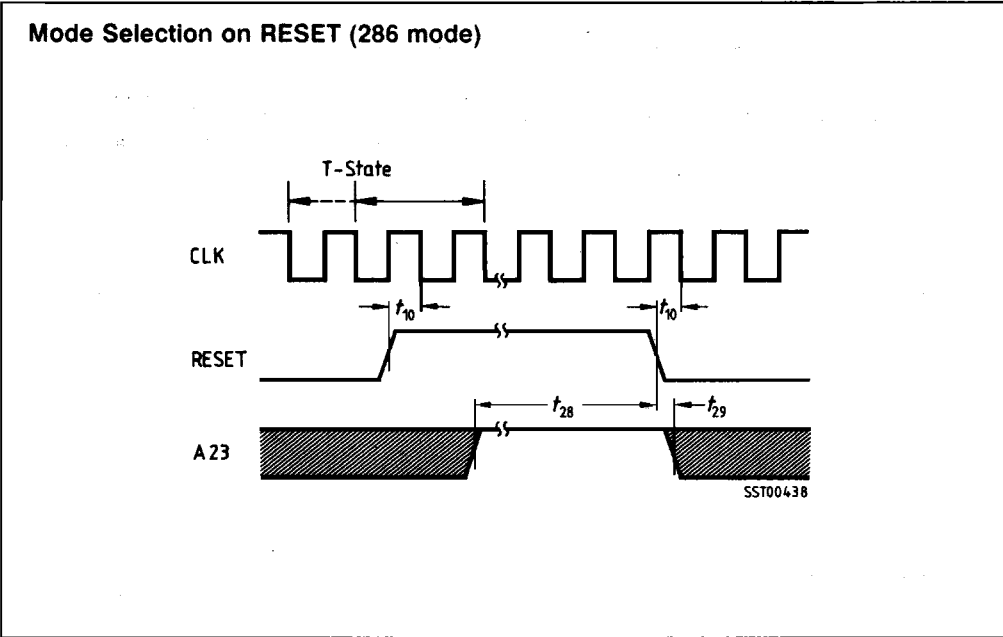 Mode Selection on RESET (286 mode)
T-State
CLK
t10
t10
RESET
t28
t29
A23
SST00438